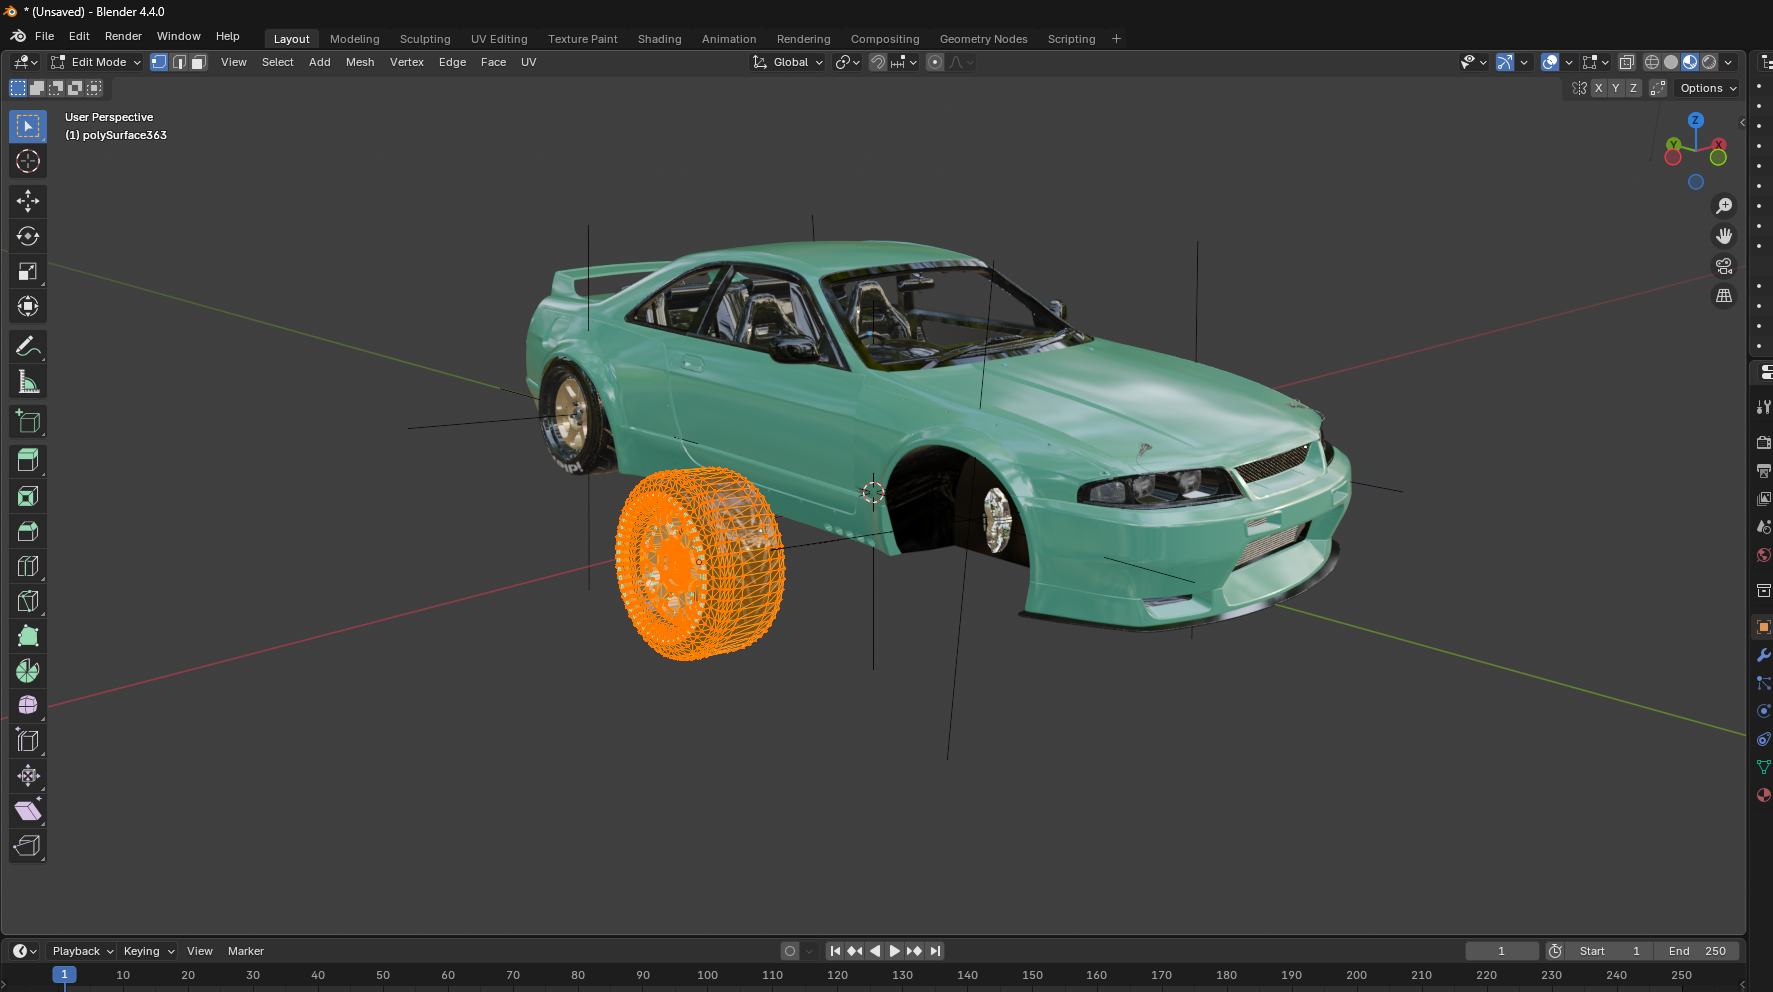 * (Unsaved) - Blender 4.4.0
File Edit Render Window Help Layout Modeling Sculpting UV Editing Texture Paint Shading Animation Rendering Compositing Geometry Nodes Scripting +
Edit Mode View Select Add Mesh Vertex Edge Face UV Global
X Y Z Options
User Perspective
(1) polySurface363
Z
Y X
Playback Keying View Marker 1 Start 1 End 250
1 10 20 30 40 50 60 70 80 90 100 110 120 130 140 150 160 170 180 190 200 210 220 230 240 250